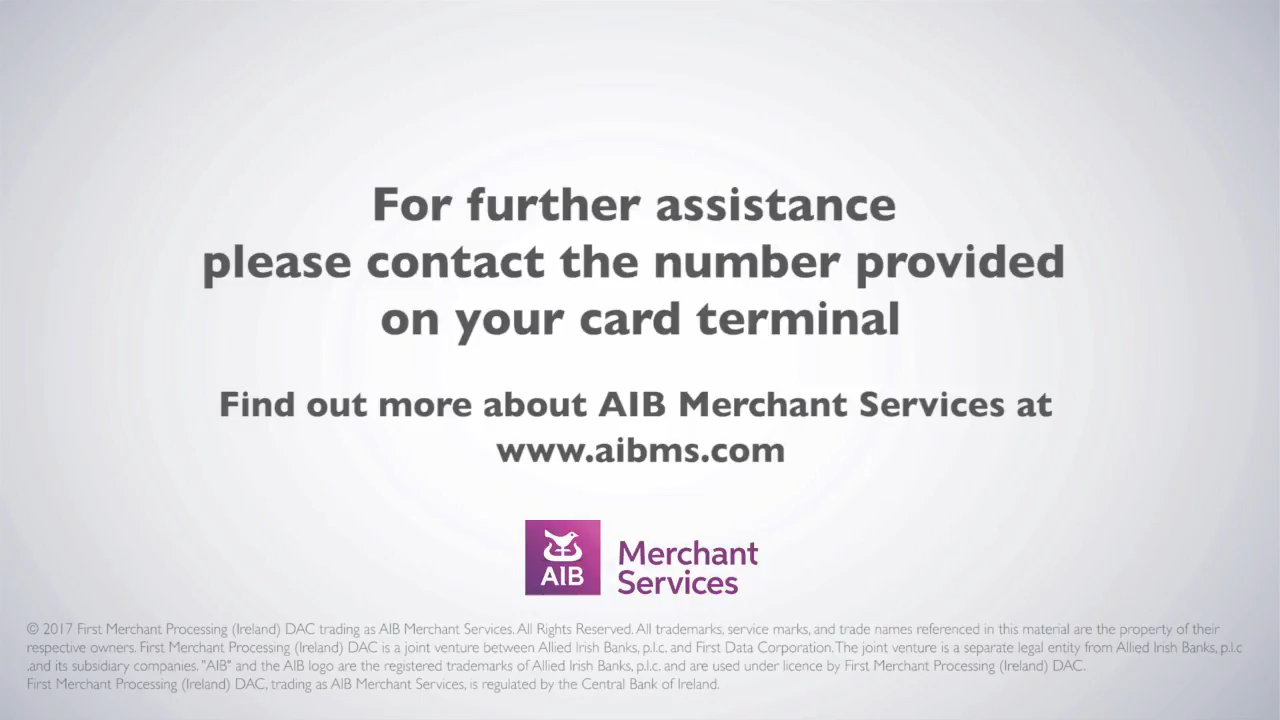 For further assistance
please contact the number provided
on your card terminal
Find out more about AIB Merchant Services at
www.aibms.com
AIB
Merchant
Services
© 2017 First Merchant Processing (Ireland) DAC trading as AIB Merchant Services. All Rights Reserved. All trademarks, service marks, and trade names referenced in this material are the property of their
respective owners. First Merchant Processing (Ireland) DAC is a joint venture between Allied Irish Banks, p.l.c. and First Data Corporation. The joint venture is a separate legal entity from Allied Irish Banks, p.l.c
.and its subsidiary companies. "AIB" and the AIB logo are the registered trademarks of Allied Irish Banks, p.l.c. and are used under licence by First Merchant Processing (Ireland) DAC.
First Merchant Processing (Ireland) DAC, trading as AIB Merchant Services, is regulated by the Central Bank of Ireland.